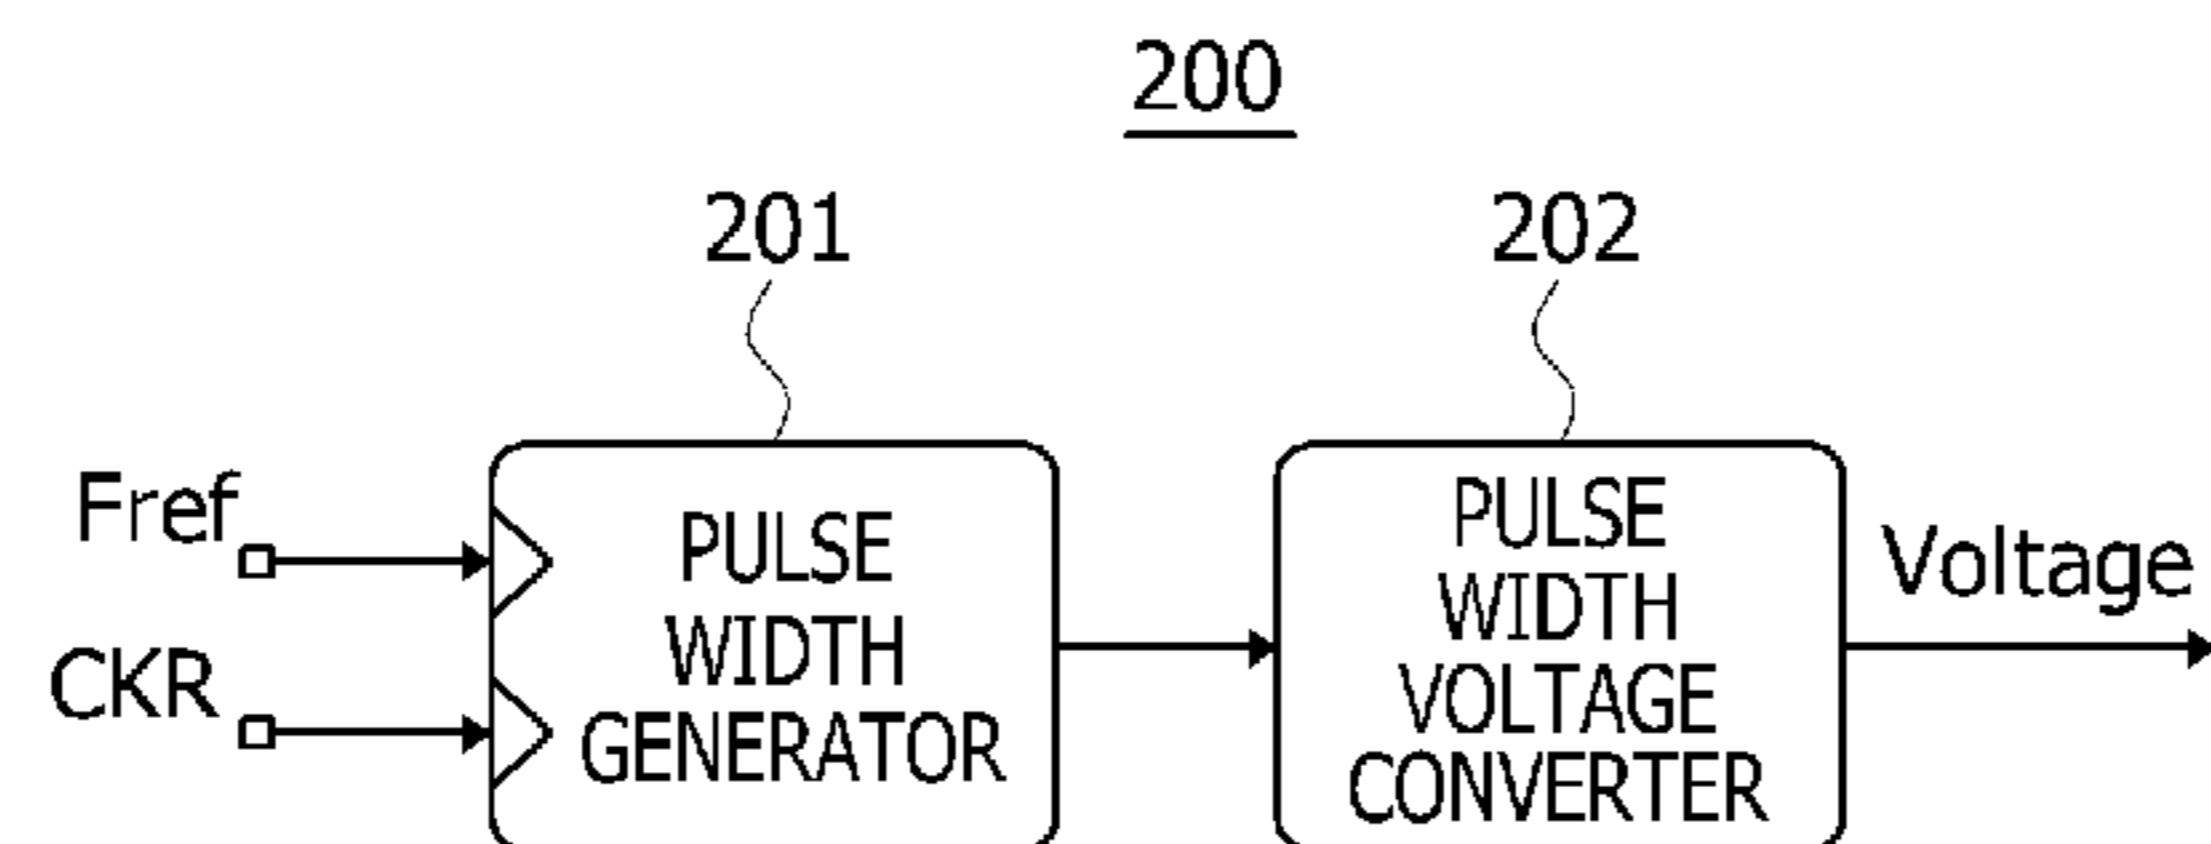 200
201
202
Fref
CKR
PULSE
WIDTH
GENERATOR
PULSE
WIDTH
VOLTAGE
CONVERTER
Voltage